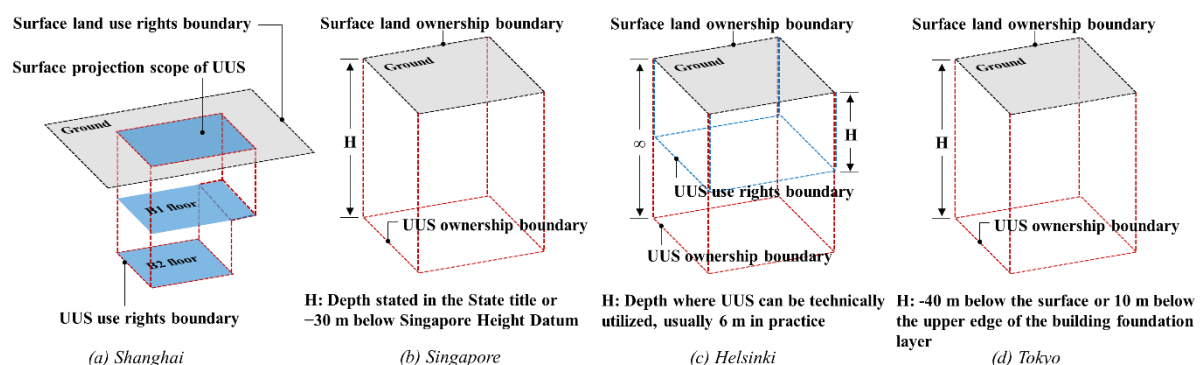 Surface land use rights boundary
Surface projection scope of UUS
Ground
B1 floor
B2 floor
UUS use rights boundary
(a) Shanghai
Surface land ownership boundary
Ground
H
UUS ownership boundary
H: Depth stated in the State title or
−30 m below Singapore Height Datum
(b) Singapore
Surface land ownership boundary
Ground
∞
H
UUS use rights boundary
UUS ownership boundary
H: Depth where UUS can be technically
utilized, usually 6 m in practice
(c) Helsinki
Surface land ownership boundary
Ground
H
UUS ownership boundary
H: -40 m below the surface or 10 m below
the upper edge of the building foundation
layer
(d) Tokyo